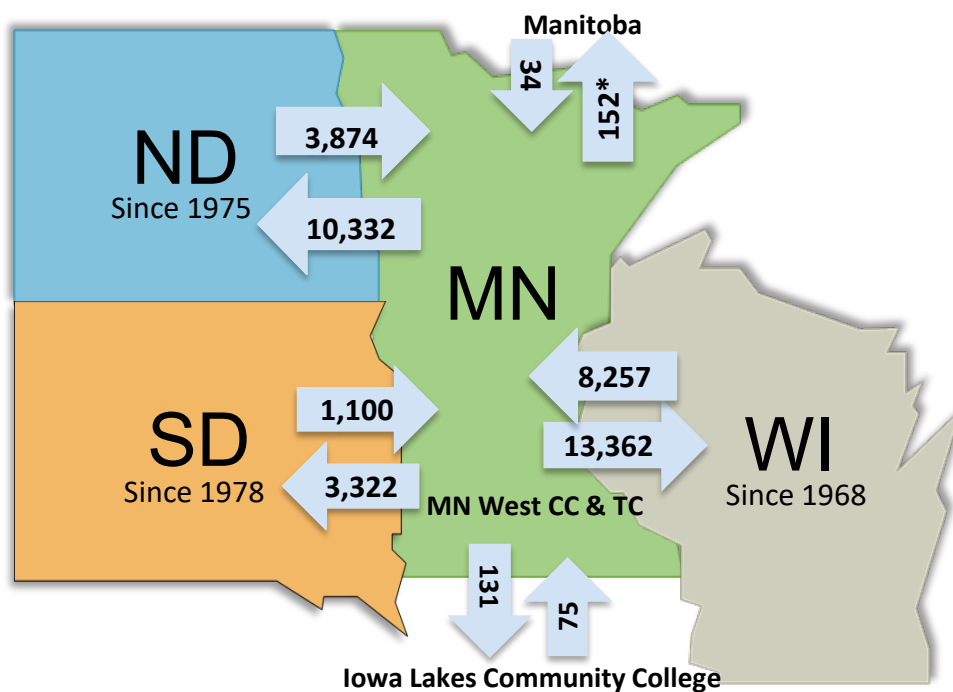 Manitoba
34
152*
3,874
ND
Since 1975
10,332
MN
8,257
1,100
13,362
SD
WI
Since 1978
3,322
MN West CC & TC
Since 1968
131
75
Iowa Lakes Community College